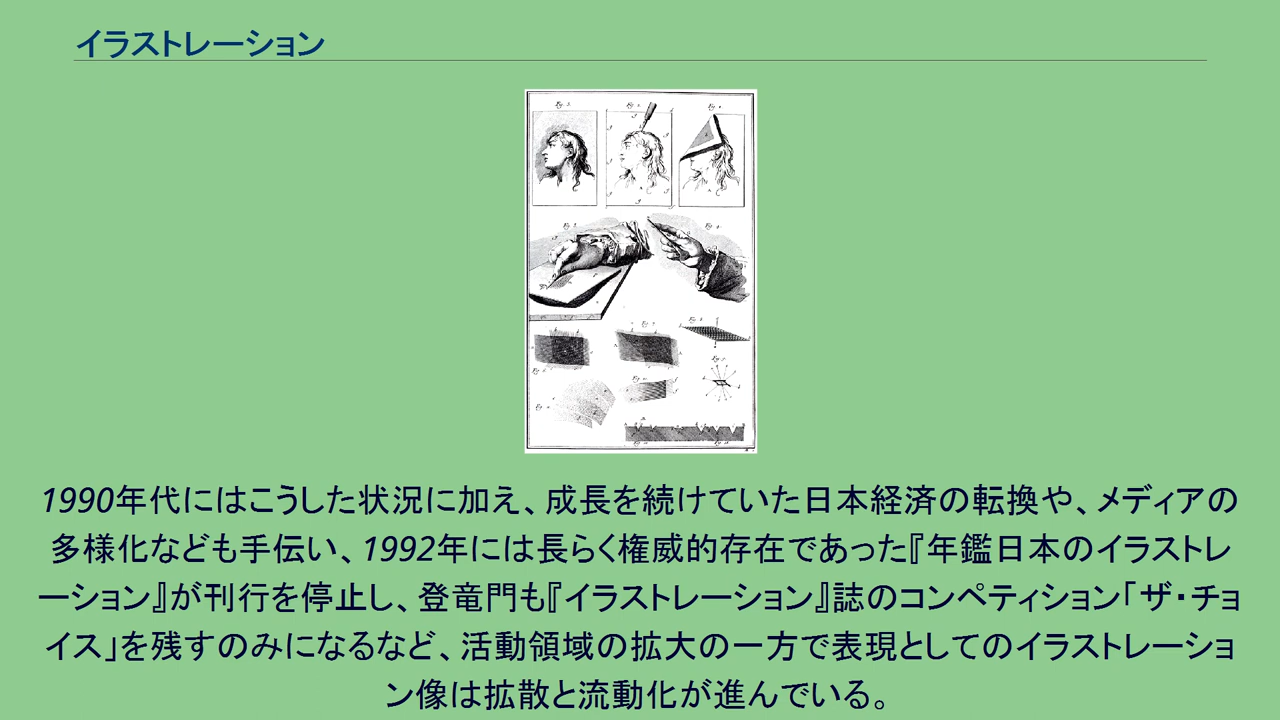 イラストレーション
1990年代にはこうした状況に加え、成長を続けていた日本経済の転換や、メディアの
多様化なども手伝い、1992年には長らく権威的存在であった『年鑑日本のイラストレ
ーション』が刊行を停止し、登竜門も『イラストレーション』誌のコンペティション「ザ・チョ
イス」を残すのみになるなど、活動領域の拡大の一方で表現としてのイラストレーショ
ン像は拡散と流動化が進んでいる。